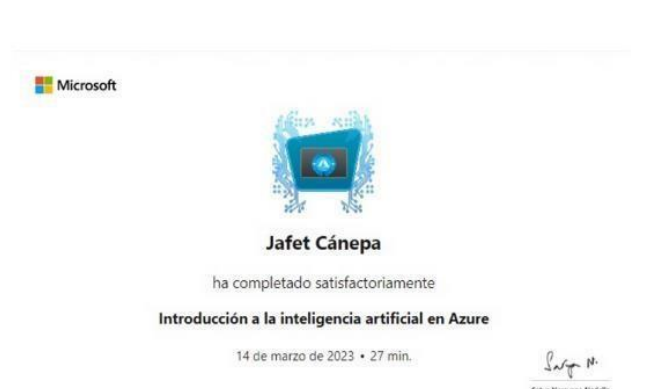 Microsoft
Jafet Cánepa
ha completado satisfactoriamente
Introducción a la inteligencia artificial en Azure
14 de marzo de 2023 • 27 min.